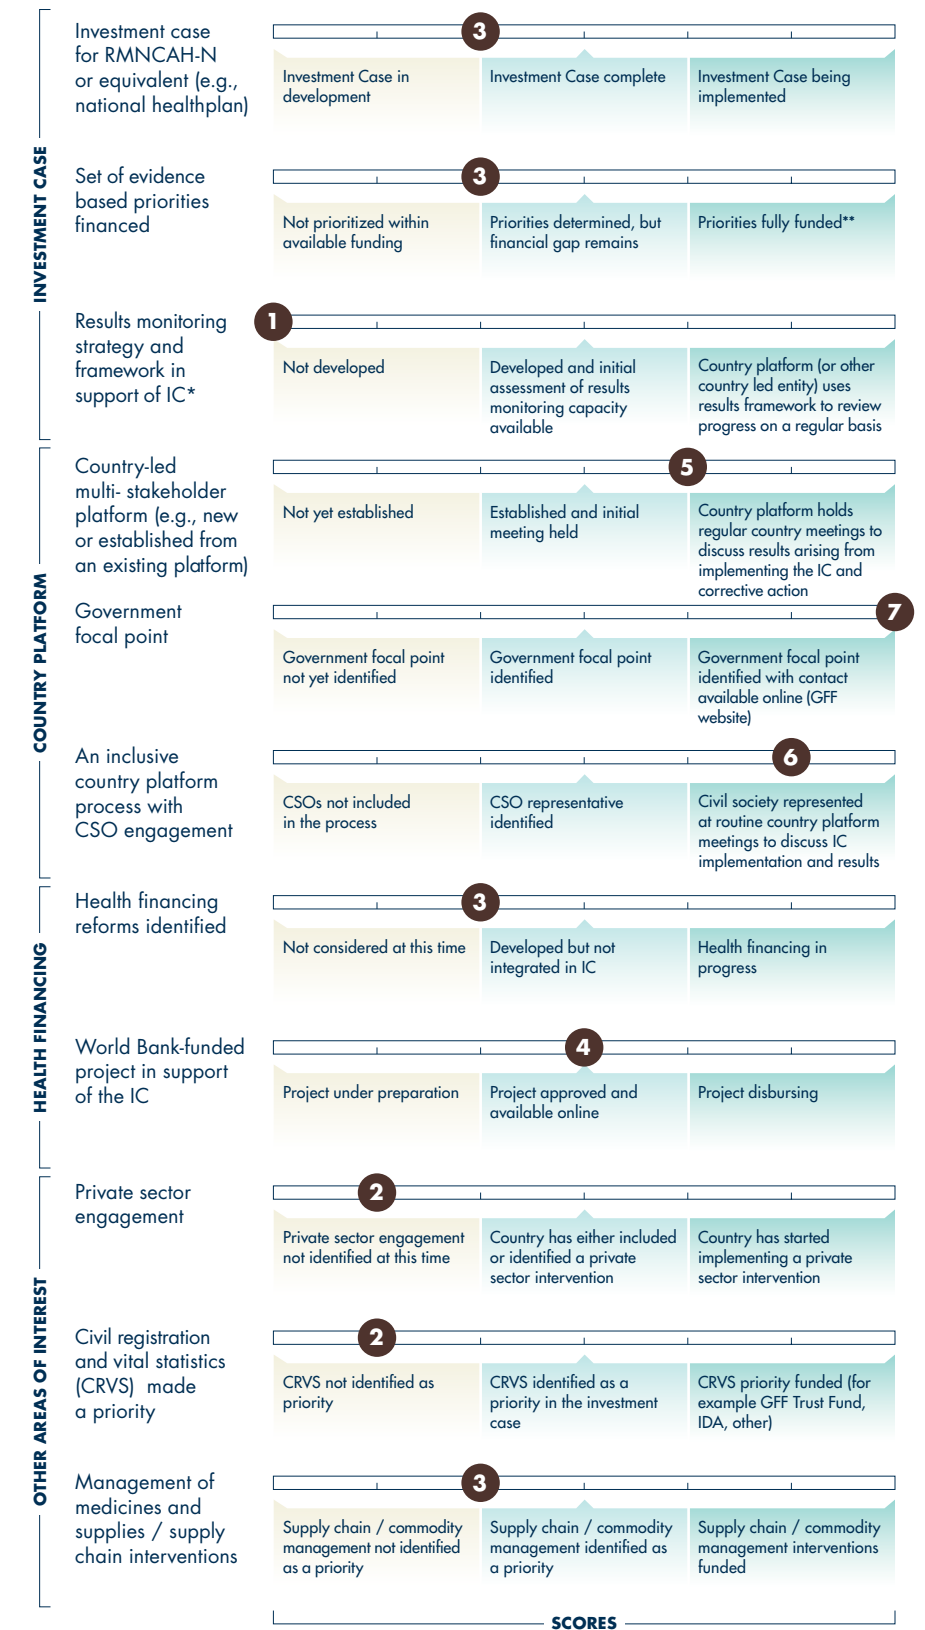 INVESTMENT CASE
Investment case
for RMNCAH-N
or equivalent (e.g.,
national healthplan)
3
Investment Case in
development
Investment Case complete
Investment Case being
implemented
Set of evidence
based priorities
financed
3
Not prioritized within
available funding
Priorities determined, but
financial gap remains
Priorities fully funded**
Results monitoring
strategy and
framework in
support of IC*
1
Not developed
Developed and initial
assessment of results
monitoring capacity
available
Country platform (or other
country led entity) uses
results framework to review
progress on a regular basis
COUNTRY PLATFORM
Country-led
multi- stakeholder
platform (e.g., new
or established from
an existing platform)
5
Not yet established
Established and initial
meeting held
Country platform holds
regular country meetings to
discuss results arising from
implementing the IC and
corrective action
Government
focal point
7
Government focal point
not yet identified
Government focal point
identified
Government focal point
identified with contact
available online (GFF
website)
An inclusive
country platform
process with
CSO engagement
6
CSOs not included
in the process
CSO representative
identified
Civil society represented
at routine country platform
meetings to discuss IC
implementation and results
HEALTH FINANCING
Health financing
reforms identified
3
Not considered at this time
Developed but not
integrated in IC
Health financing in
progress
World Bank-funded
project in support
of the IC
4
Project under preparation
Project approved and
available online
Project disbursing
OTHER AREAS OF INTEREST
Private sector
engagement
2
Private sector engagement
not identified at this time
Country has either included
or identified a private
sector intervention
Country has started
implementing a private
sector intervention
Civil registration
and vital statistics
(CRVS) made
a priority
2
CRVS not identified as
priority
CRVS identified as a
priority in the investment
case
CRVS priority funded (for
example GFF Trust Fund,
IDA, other)
Management of
medicines and
supplies / supply
chain interventions
3
Supply chain / commodity
management not identified
as a priority
Supply chain / commodity
management identified as
a priority
Supply chain / commodity
management interventions
funded
SCORES